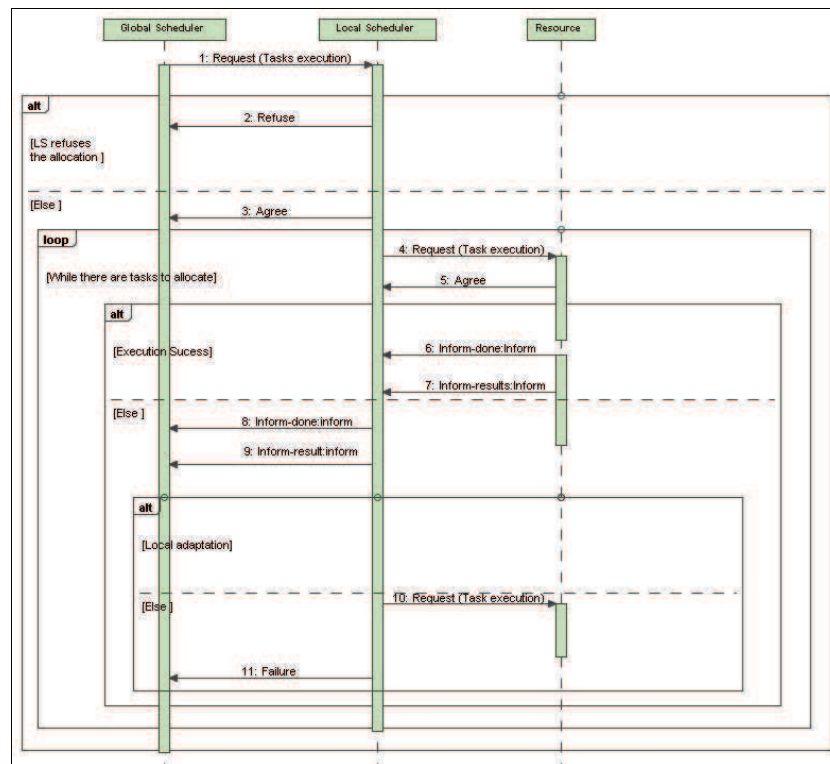 Global Scheduler
Local Scheduler
Resource
1: Request (Tasks execution)
alt
2: Refuse
[LS refuses
the allocation ]
[Else ]
3: Agree
loop
4: Request (Task execution)
[While there are tasks to allocate]
5: Agree
alt
6: Inform-done:Inform
[Execution Sucess]
7: Inform-results:Inform
[Else ]
8: Inform-done:inform
9: Inform-result:inform
alt
[Local adaptation]
10: Request (Task execution)
[Else ]
11: Failure